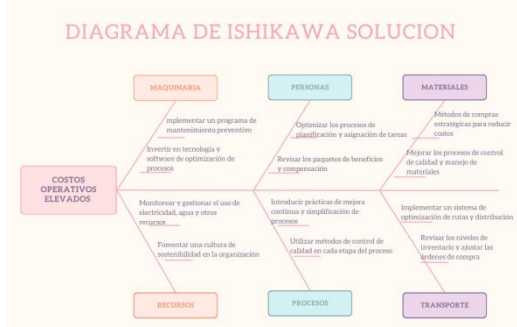 DIAGRAMA DE ISHIKAWA SOLUCION
MAQUINARIA
PERSONAS
MATERIALES
mplementar un programa de
mantenimiento preventivo
Invertir en tecnología y
software de optimización de
procesos
Optimizar los procesos de
planificación y asignación de tareas
Revisar los paquetes de beneficios
y compensación
Métodos de compras
estratégicas para reducir
costos
Mejorar los procesos de control
de calidad y manejo de
materiales
COSTOS
OPERATIVOS
ELEVADOS
Monitorear y gestionar el uso de
electricidad, agua y otros
recursos
Fomentar una cultura de
sostenibilidad en la organización
Introducir prácticas de mejora
continua y simplificación de
procesos
Utilizar métodos de control de
calidad en cada etapa del proceso
Implementar un sistema de
optimización de rutas y distribución
Revisar los niveles de
inventario y ajustar las
órdenes de compra
RECURSOS
PROCESOS
TRANSPORTE